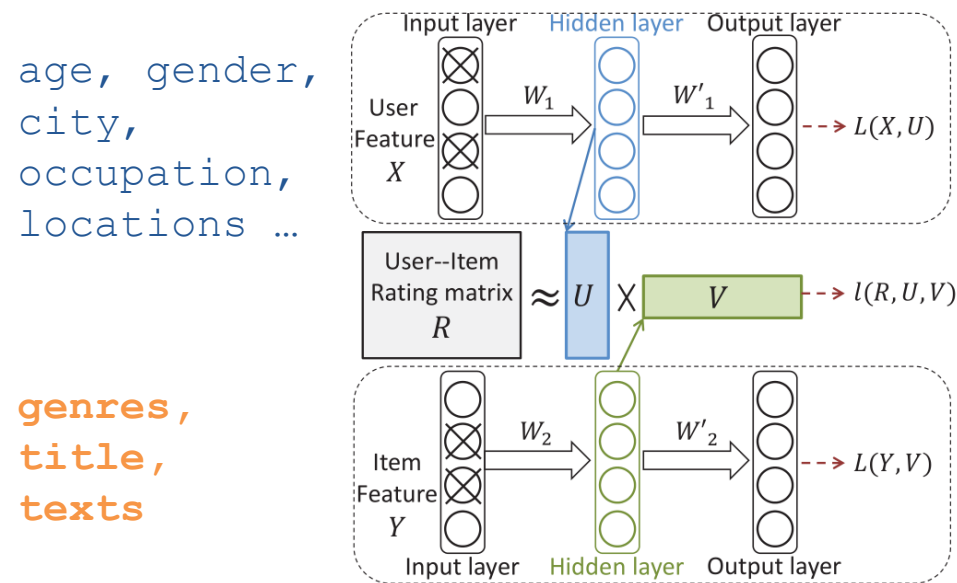 age, gender,
city,
occupation,
locations …
genres,
title,
texts
Input layer Hidden layer Output layer
User
Feature
X
W₁
W'₁
L(X, U)
User--Item
Rating matrix
R
≈
U
X
V
l(R, U, V)
Item
Feature
Y
W₂
W'₂
L(Y, V)
Input layer Hidden layer Output layer